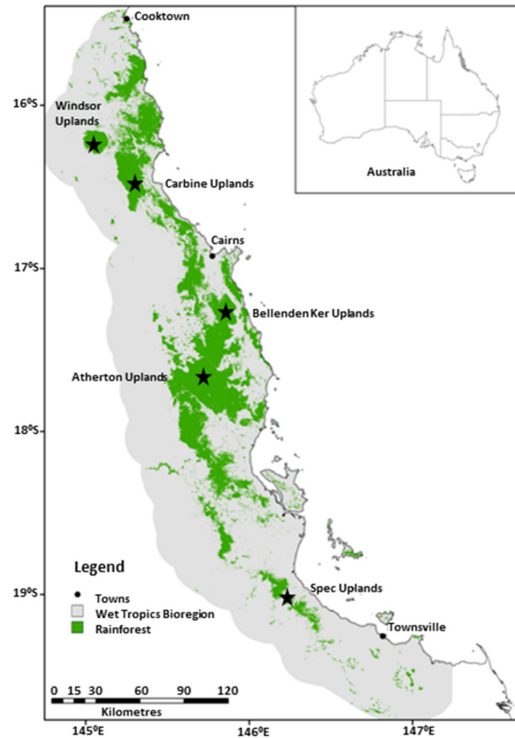 Cooktown
16°S
Windsor
Uplands
Carbine Uplands
Australia
Cairns
17°S
Bellenden Ker Uplands
Atherton Uplands
18°S
19°S
Spec Uplands
Townsville
Legend
Towns
Wet Tropics Bioregion
Rainforest
0 15 30 60 90 120
Kilometres
145°E 146°E 147°E